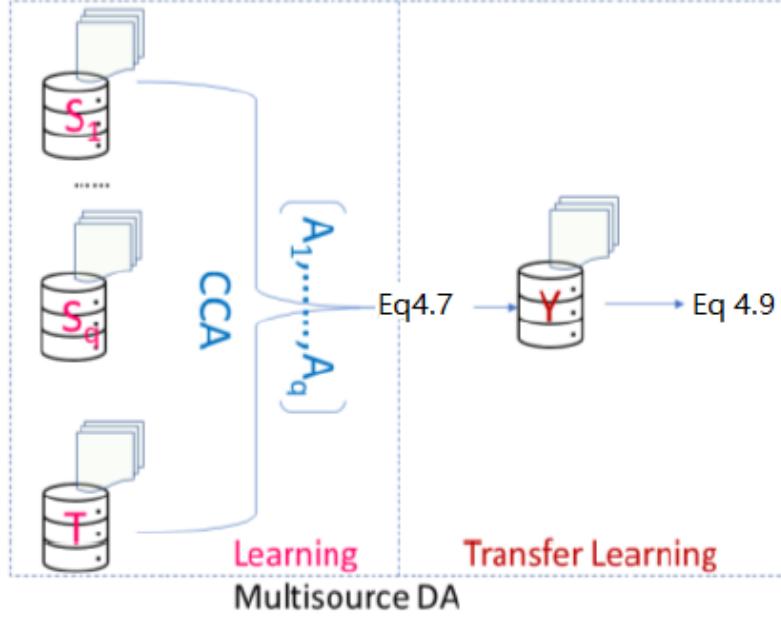 S1
......
Sq
T
CCA
[A1,......,Aq]
Eq4.7
Y
Eq 4.9
Learning
Transfer Learning
Multisource DA